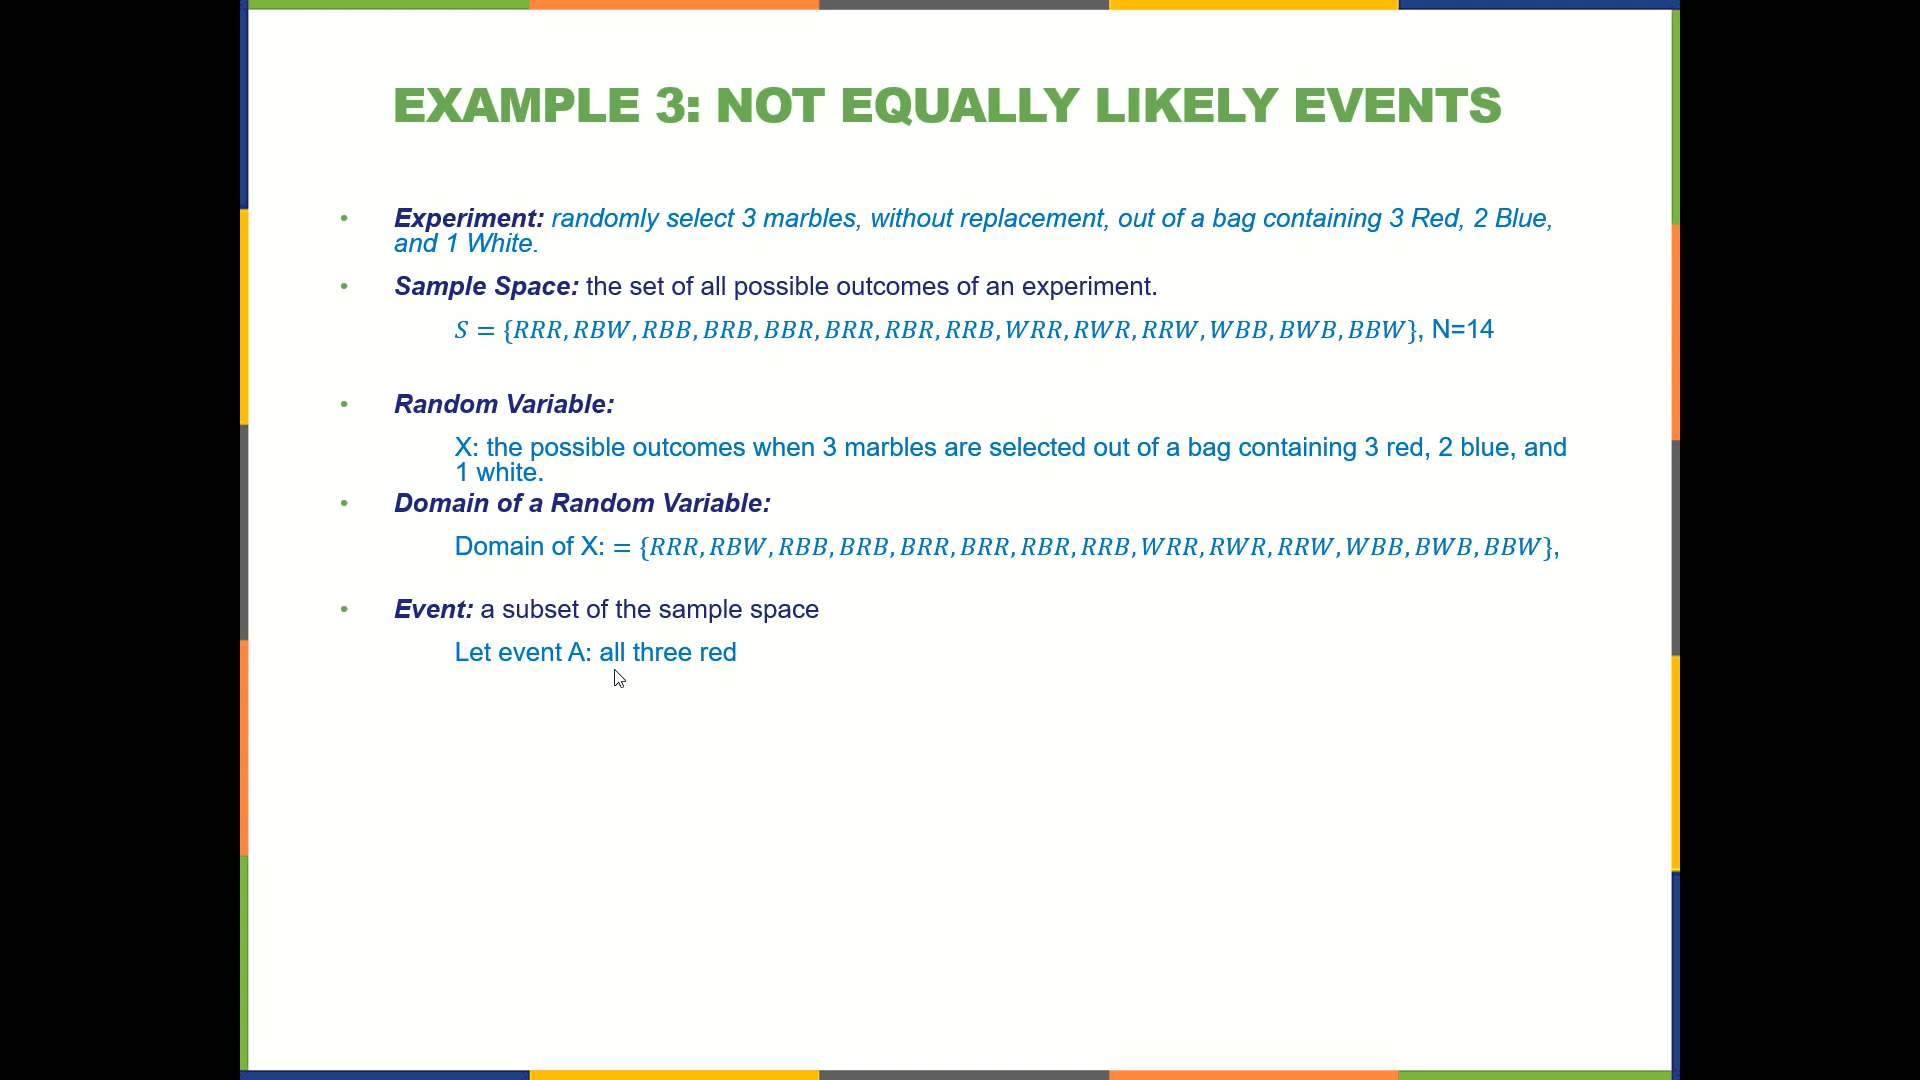 EXAMPLE 3: NOT EQUALLY LIKELY EVENTS
• Experiment: randomly select 3 marbles, without replacement, out of a bag containing 3 Red, 2 Blue,
and 1 White.
• Sample Space: the set of all possible outcomes of an experiment.
S = {RRR, RBW, RBB, BRB, BBR, BRR, RBR, RRB, WRR, RWR, RRW, WBB, BWB, BBW}, N=14
• Random Variable:
X: the possible outcomes when 3 marbles are selected out of a bag containing 3 red, 2 blue, and
1 white.
• Domain of a Random Variable:
Domain of X: = {RRR, RBW, RBB, BRB, BRR, BRR, RBR, RRB, WRR, RWR, RRW, WBB, BWB, BBW},
• Event: a subset of the sample space
Let event A: all three red